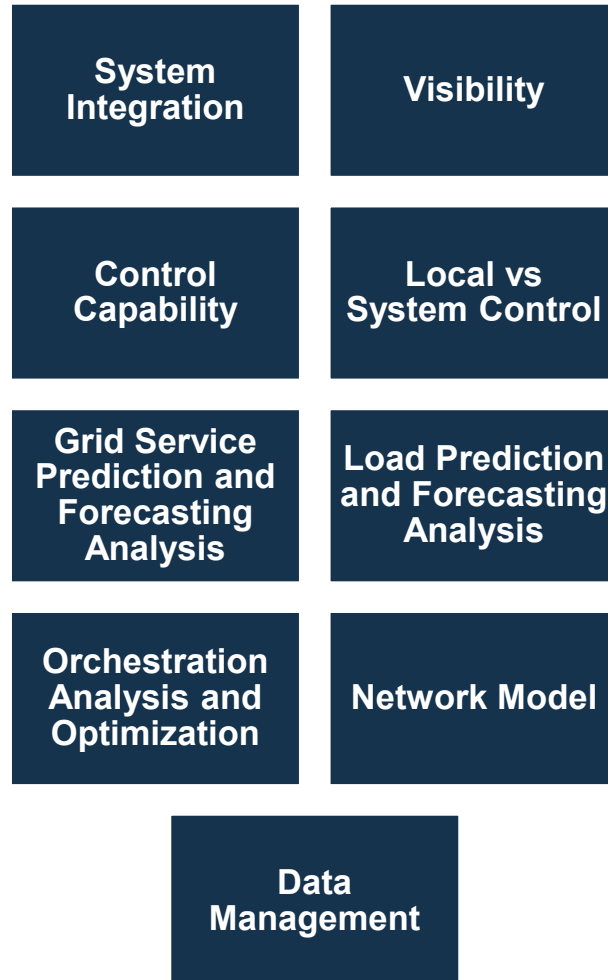 System
Integration
Visibility
Control
Capability
Local vs
System Control
Grid Service
Prediction and
Forecasting
Analysis
Load Prediction
and Forecasting
Analysis
Orchestration
Analysis and
Optimization
Network Model
Data
Management